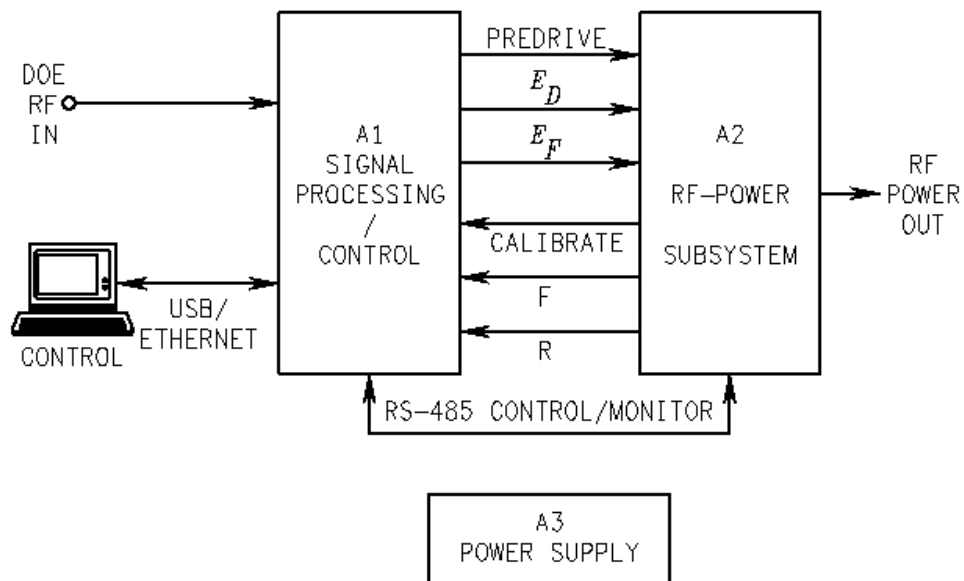 DOE
RF
IN
A1
SIGNAL
PROCESSING
/
CONTROL
PREDRIVE
E_D
E_F
CALIBRATE
F
R
A2
RF-POWER
SUBSYSTEM
RF
POWER
OUT
USB/
ETHERNET
CONTROL
RS-485 CONTROL/MONITOR
A3
POWER SUPPLY